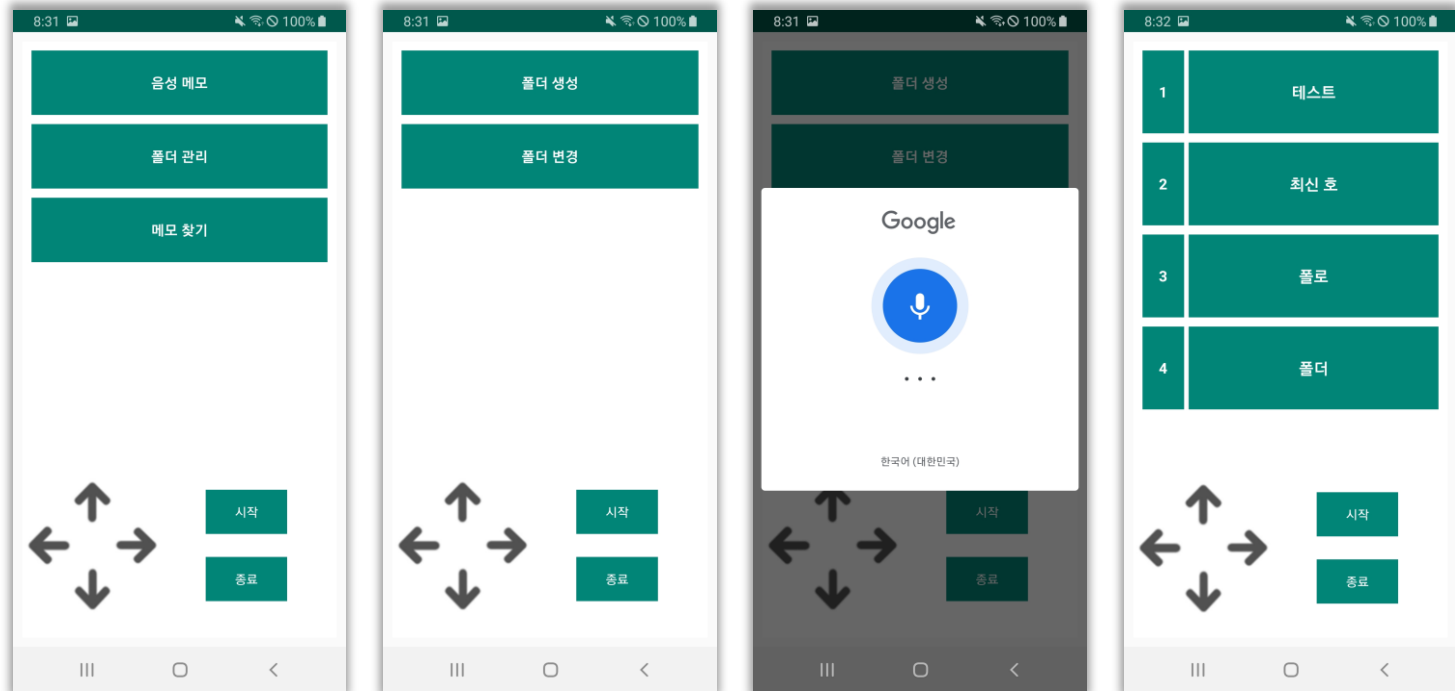 8:31 100%
음성 메모
폴더 관리
메모 찾기
시작
종료
8:31 100%
폴더 생성
폴더 변경
시작
종료
8:31 100%
폴더 생성
폴더 변경
Google
한국어 (대한민국)
시작
종료
8:32 100%
1 테스트
2 최신 호
3 폴로
4 폴더
시작
종료